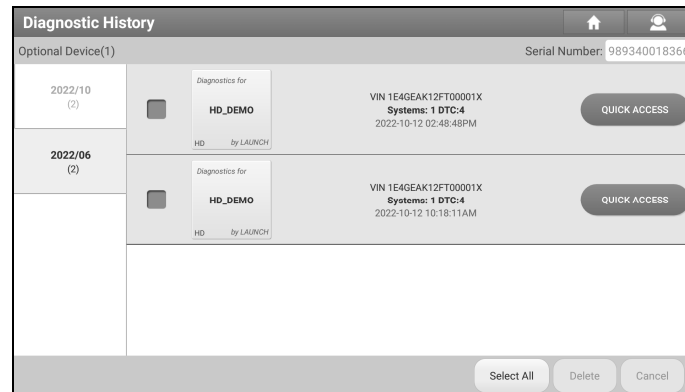 Diagnostic History
Optional Device(1)
Serial Number: 98934001836
2022/10
(2)
2022/06
(2)
Diagnostics for
HD_DEMO
HD by LAUNCH
VIN 1E4GEAK12FT00001X
Systems: 1 DTC:4
2022-10-12 02:48:48PM
QUICK ACCESS
Diagnostics for
HD_DEMO
HD by LAUNCH
VIN 1E4GEAK12FT00001X
Systems: 1 DTC:4
2022-10-12 10:18:11AM
QUICK ACCESS
Select All
Delete
Cancel